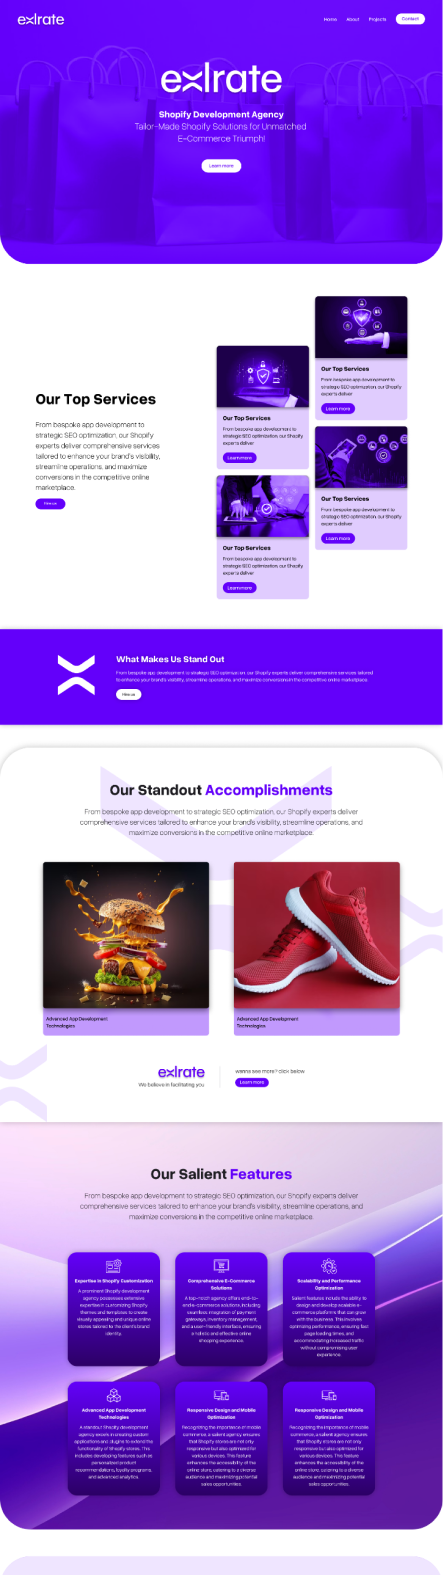 exlrate
Home About Projects Contact
exlrate
Shopify Development Agency
Tailor-Made Shopify Solutions for Unmatched
E-Commerce Triumph!
Learn more
Our Top Services
From bespoke app development to
strategic SEO optimization, our Shopify
experts deliver comprehensive services
tailored to enhance your brand's visibility,
streamline operations, and maximize
conversions in the competitive online
marketplace.
Hire us
Our Top Services
From bespoke app development to
strategic SEO optimization, our Shopify
experts deliver
Learn more
Our Top Services
From bespoke app development to
strategic SEO optimization, our Shopify
experts deliver
Learn more
Our Top Services
From bespoke app development to
strategic SEO optimization, our Shopify
experts deliver
Learn more
Our Top Services
From bespoke app development to
strategic SEO optimization, our Shopify
experts deliver
Learn more
What Makes Us Stand Out
From bespoke app development to strategic SEO optimization, our Shopify experts deliver comprehensive services tailored
to enhance your brand's visibility, streamline operations, and maximize conversions in the competitive online marketplace.
Hire us
Our Standout Accomplishments
From bespoke app development to strategic SEO optimization, our Shopify experts deliver
comprehensive services tailored to enhance your brand's visibility, streamline operations, and
maximize conversions in the competitive online marketplace.
Advanced App Development
Technologies
Advanced App Development
Technologies
exlrate
We believe in facilitating you
wanna see more? click below
Learn more
Our Salient Features
From bespoke app development to strategic SEO optimization, our Shopify experts deliver
comprehensive services tailored to enhance your brand's visibility, streamline operations, and
maximize conversions in the competitive online marketplace.
Expertise in Shopify Customization
A prominent Shopify development
agency possesses extensive
expertise in customizing Shopify
themes and templates to create
visually appealing and unique online
stores tailored to the client's brand
identity.
Comprehensive E-Commerce
Solutions
A top-notch agency offers end-to-
end e-commerce solutions, including
seamless integration of payment
gateways, inventory management,
and a user-friendly interface, ensuring
a holistic and effective online
shopping experience.
Scalability and Performance
Optimization
Salient features include the ability to
design and develop scalable e-
commerce platforms that can grow
with the business. This involves
optimizing performance, ensuring fast
page loading times, and
accommodating increased traffic
without compromising user
experience.
Advanced App Development
Technologies
A standout Shopify development
agency excels in creating custom
applications and plugins to extend the
functionality of Shopify stores. This
includes developing features such as
personalized product
recommendations, loyalty programs,
and advanced analytics.
Responsive Design and Mobile
Optimization
Recognizing the importance of mobile
commerce, a salient agency ensures
that Shopify stores are not only
responsive but also optimized for
various devices. This feature
enhances the accessibility of the
online store, catering to a diverse
audience and maximizing potential
sales opportunities.
Responsive Design and Mobile
Optimization
Recognizing the importance of mobile
commerce, a salient agency ensures
that Shopify stores are not only
responsive but also optimized for
various devices. This feature
enhances the accessibility of the
online store, catering to a diverse
audience and maximizing potential
sales opportunities.